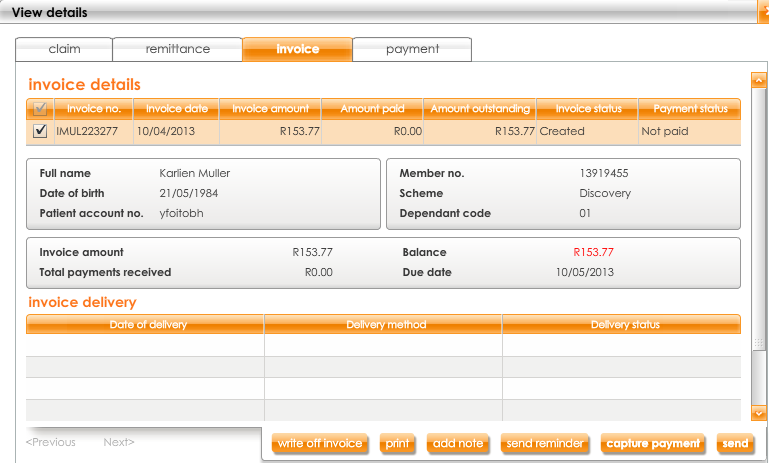 View details
claim remittance invoice payment
invoice details
Invoice no. Invoice date Invoice amount Amount paid Amount outstanding Invoice status Payment status
IMUL223277 10/04/2013 R153.77 R0.00 R153.77 Created Not paid
Full name Karlien Muller Member no. 13919455
Date of birth 21/05/1984 Scheme Discovery
Patient account no. yfoitobh Dependant code 01
Invoice amount R153.77 Balance R153.77
Total payments received R0.00 Due date 10/05/2013
invoice delivery
Date of delivery Delivery method Delivery status
<Previous Next> write off invoice print add note send reminder capture payment send